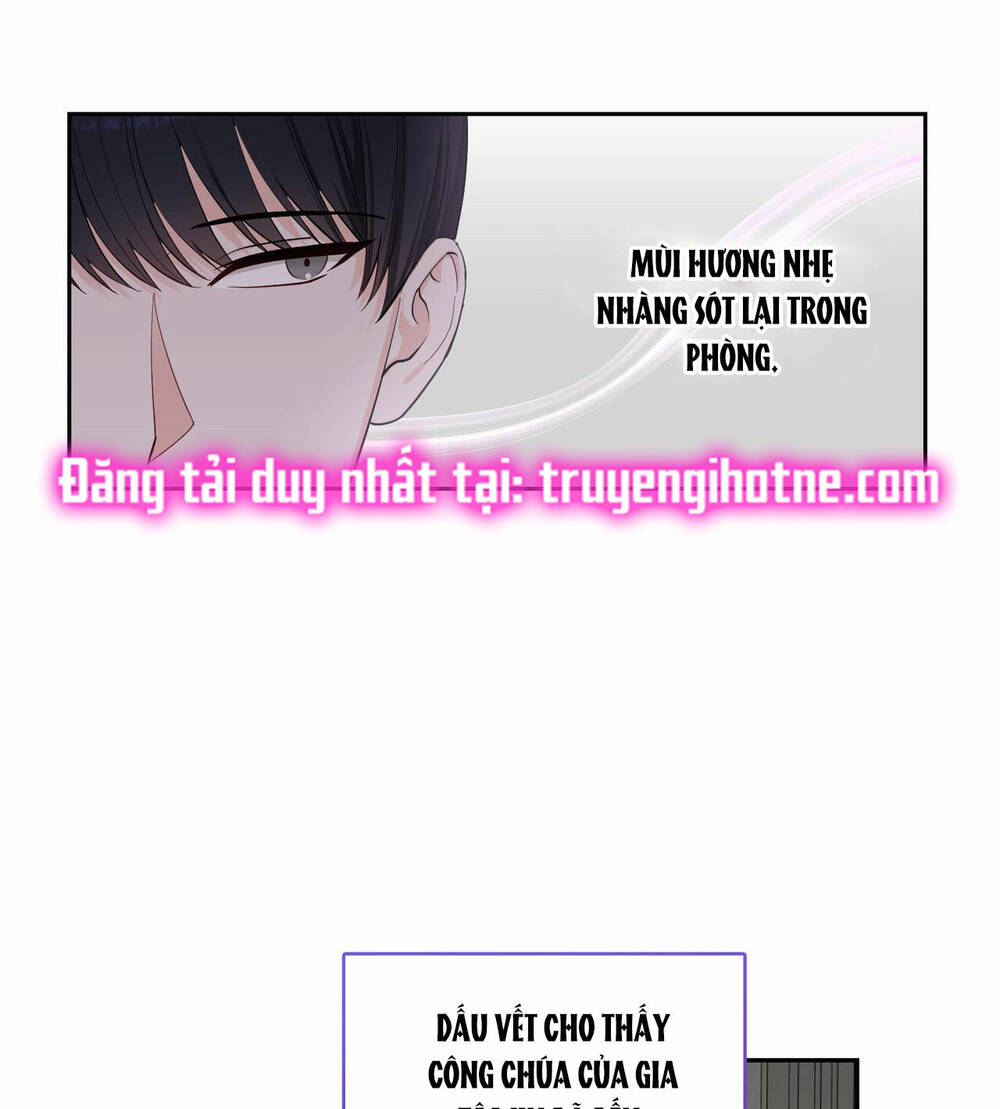 MÙI HƯƠNG NHẸ
NHÀNG SÓT LẠI TRONG
PHÒNG.
Đăng tải duy nhất tại: truyengihotne.com
DẤU VẾT CHO THẤY
CÔNG CHÚA CỦA GIA